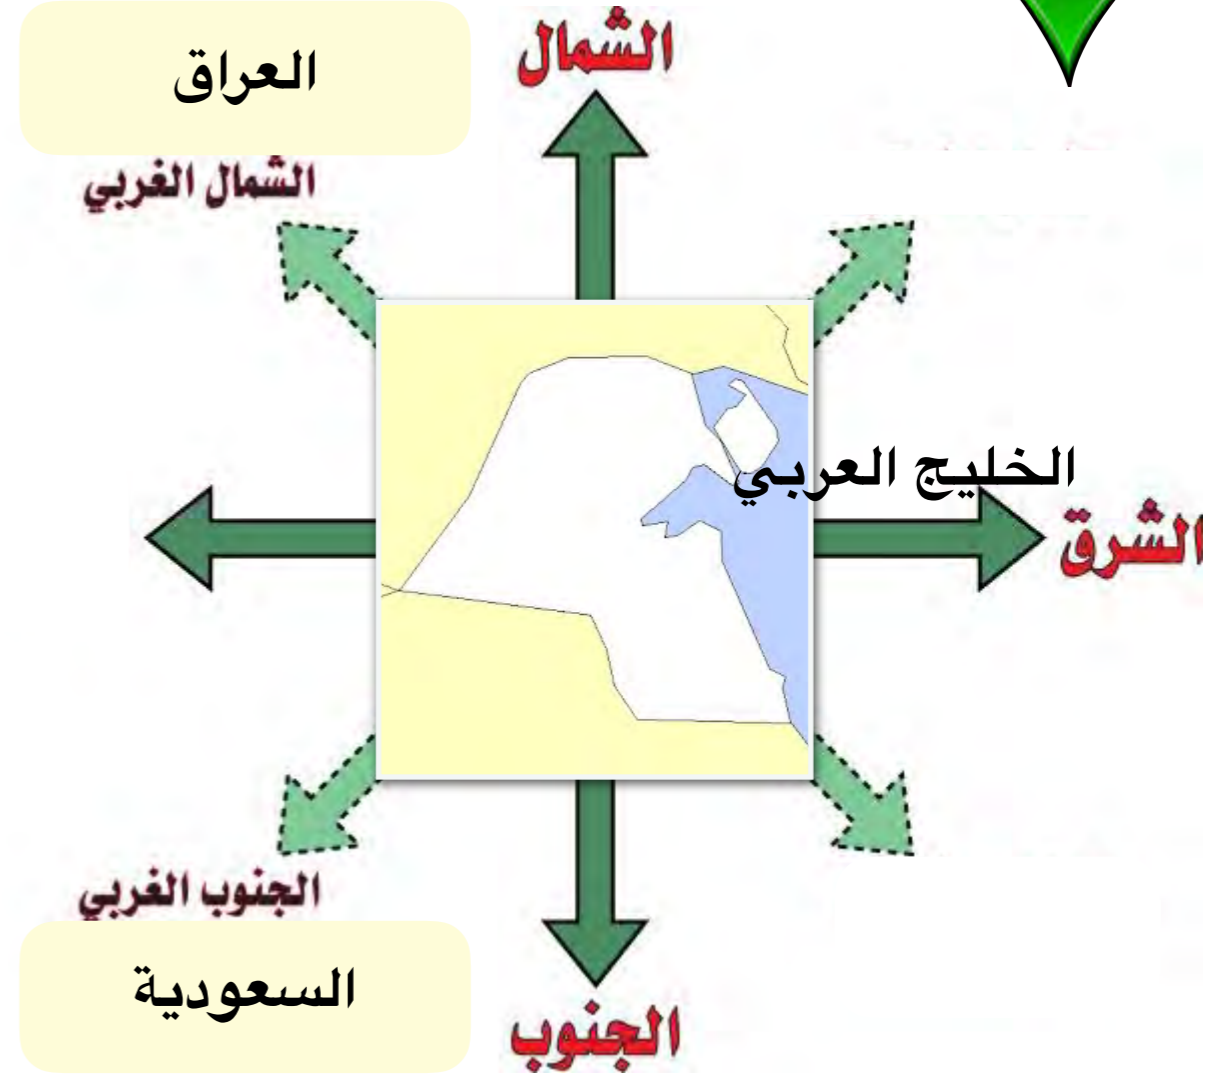 الشمال
العراق
الشمال الغربي
الخليج العربي
الشرق
الجنوب الغربي
السعودية
الجنوب